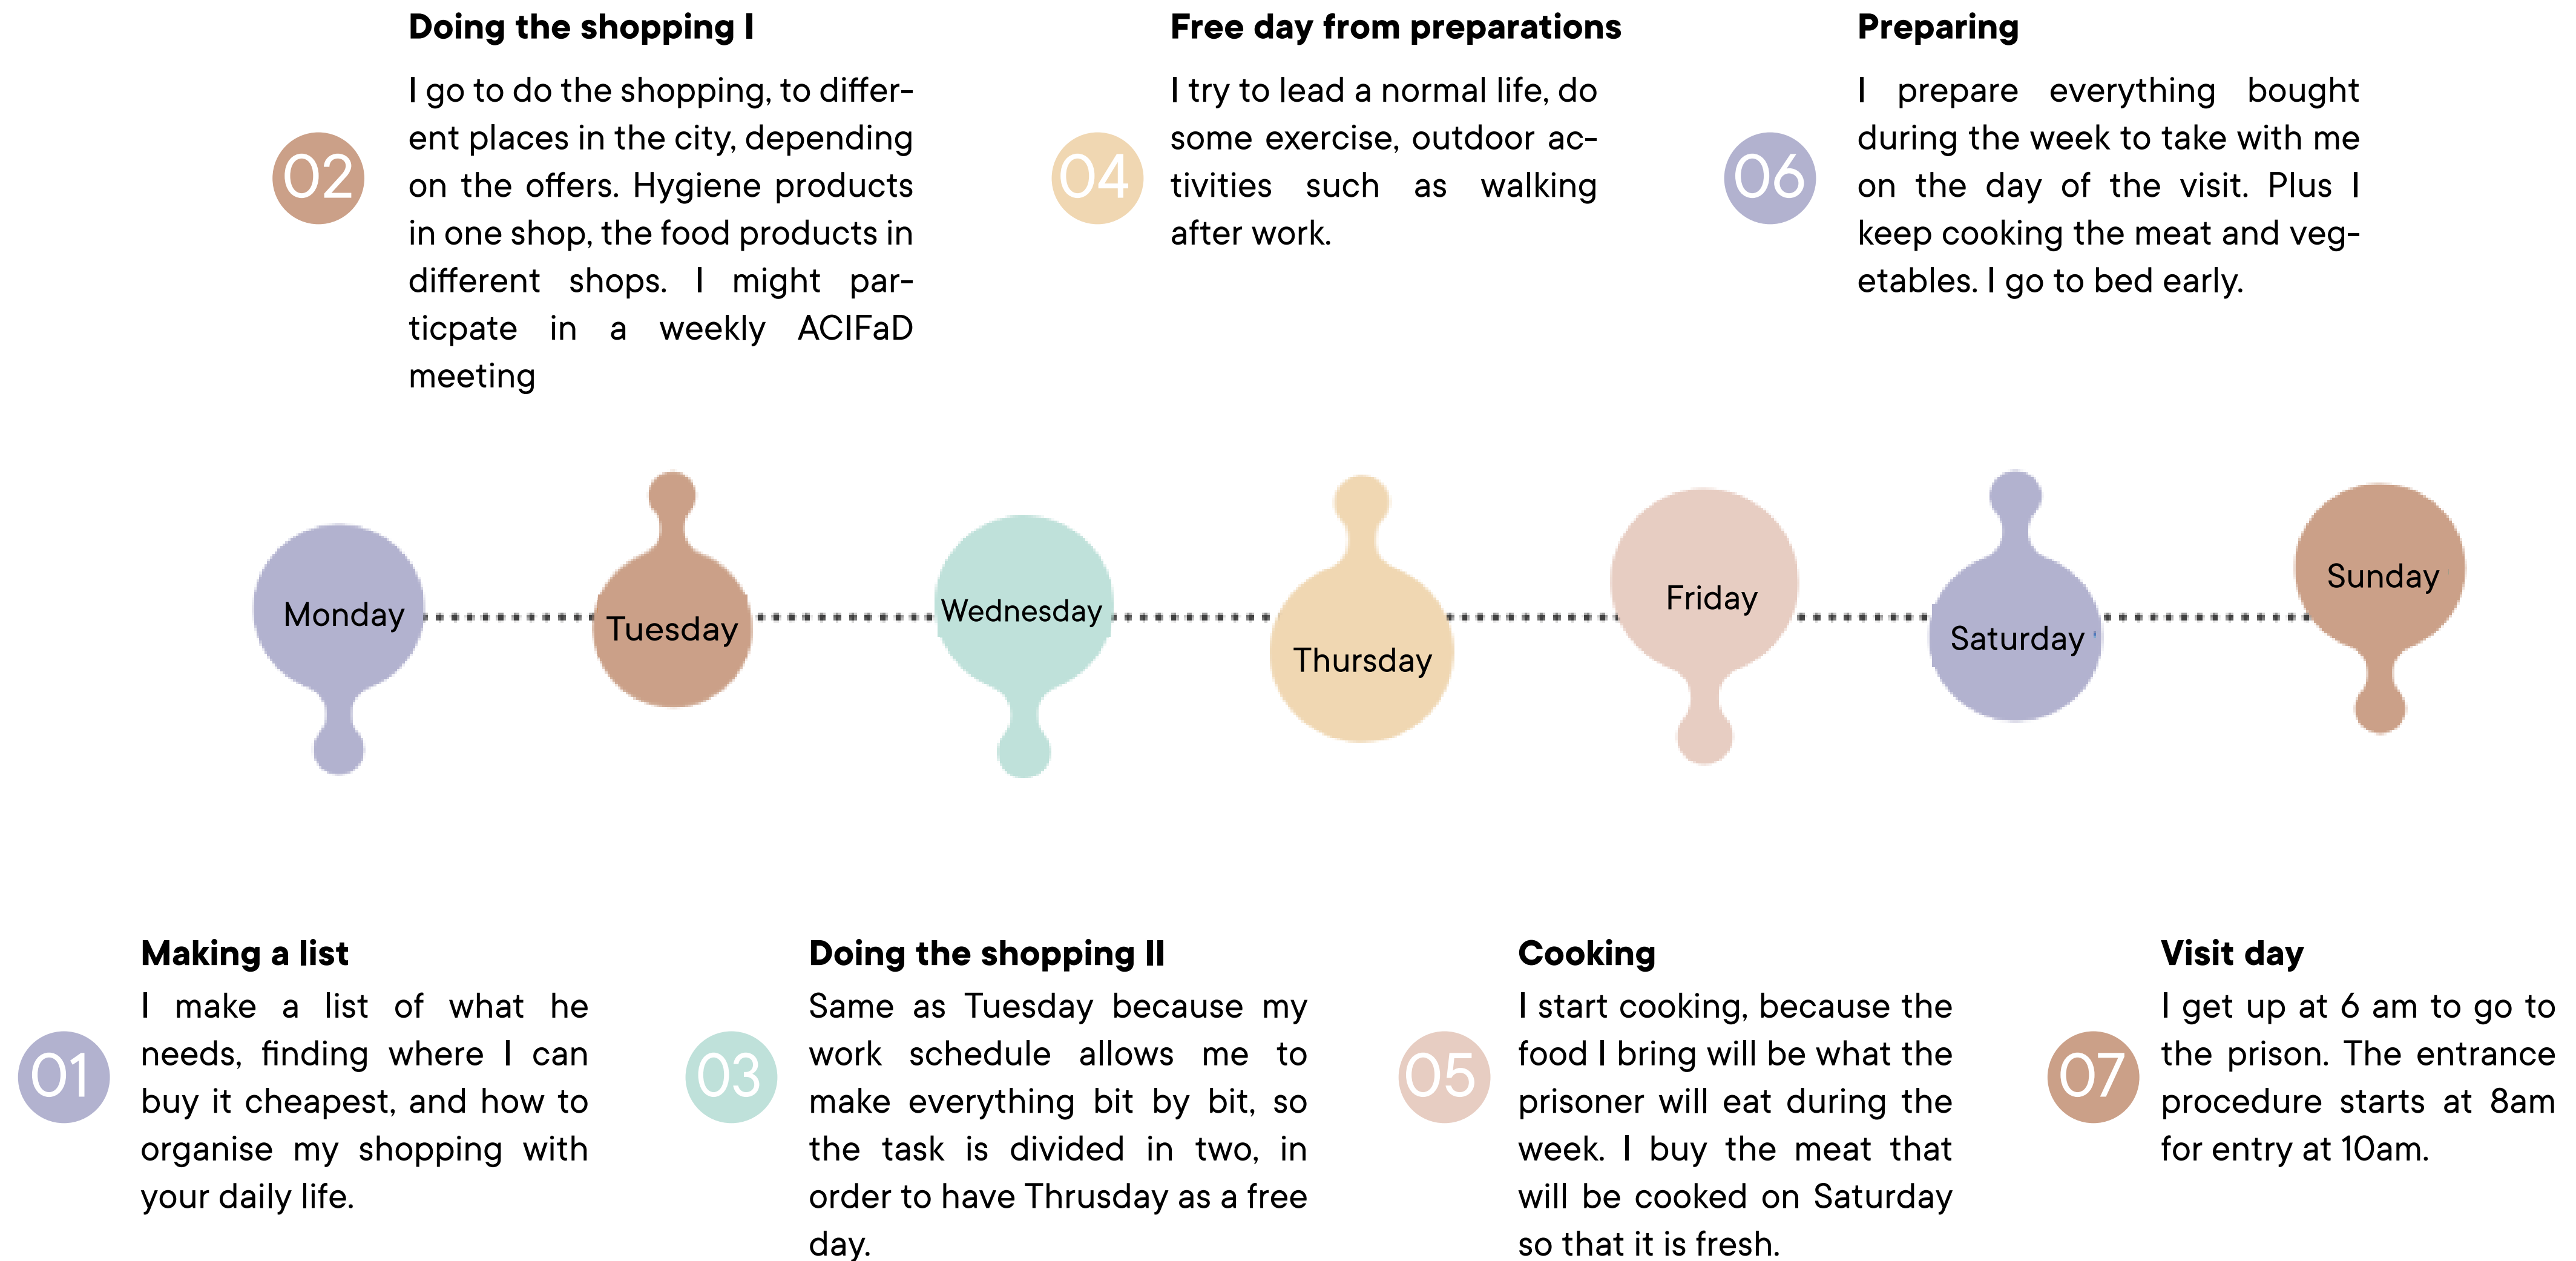 Doing the shopping I
02
I go to do the shopping, to differ-
ent places in the city, depending
on the offers. Hygiene products
in one shop, the food products in
different shops. I might par-
ticpate in a weekly ACIFaD
meeting
Free day from preparations
04
I try to lead a normal life, do
some exercise, outdoor ac-
tivities such as walking
after work.
Preparing
06
I prepare everything bought
during the week to take with me
on the day of the visit. Plus I
keep cooking the meat and veg-
etables. I go to bed early.
Monday
Tuesday
Wednesday
Thursday
Friday
Saturday
Sunday
Making a list
01
I make a list of what he
needs, finding where I can
buy it cheapest, and how to
organise my shopping with
your daily life.
Doing the shopping II
03
Same as Tuesday because my
work schedule allows me to
make everything bit by bit, so
the task is divided in two, in
order to have Thrusday as a free
day.
Cooking
05
I start cooking, because the
food I bring will be what the
prisoner will eat during the
week. I buy the meat that
will be cooked on Saturday
so that it is fresh.
Visit day
07
I get up at 6 am to go to
the prison. The entrance
procedure starts at 8am
for entry at 10am.